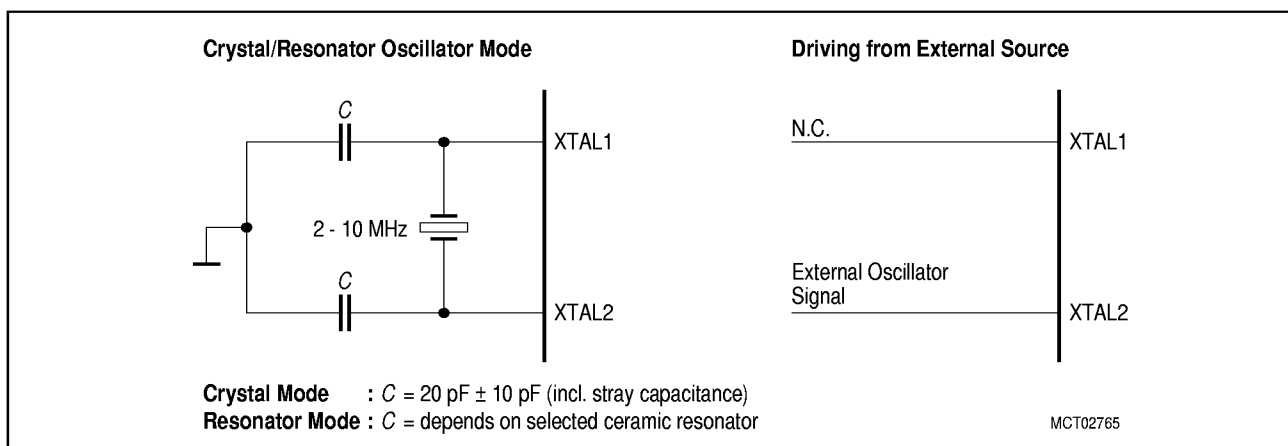 Crystal/Resonator Oscillator Mode
C
XTAL1
2 - 10 MHz
C
XTAL2
Driving from External Source
N.C.
XTAL1
External Oscillator
Signal
XTAL2
Crystal Mode : C = 20 pF ± 10 pF (incl. stray capacitance)
Resonator Mode : C = depends on selected ceramic resonator
MCT02765